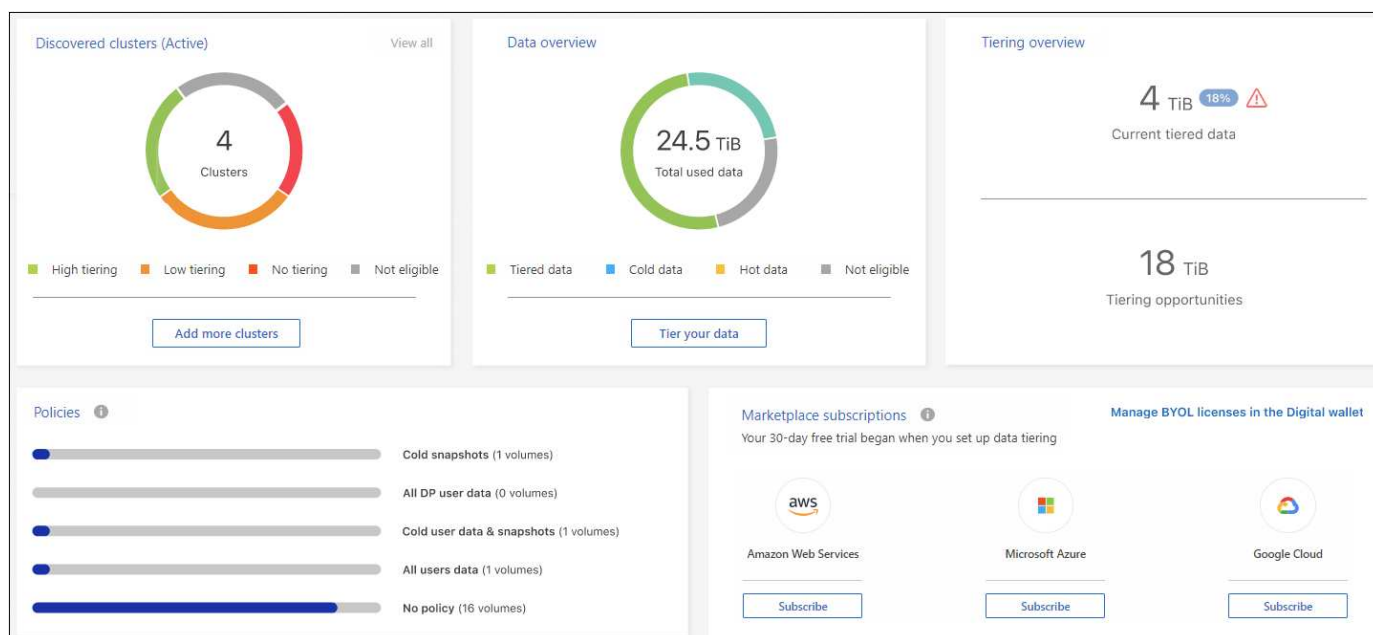 Discovered clusters (Active)
View all
4
Clusters
High tiering
Low tiering
No tiering
Not eligible
Add more clusters
Data overview
24.5 TiB
Total used data
Tiered data
Cold data
Hot data
Not eligible
Tier your data
Tiering overview
4 TiB 18%
Current tiered data
18 TiB
Tiering opportunities
Policies
Cold snapshots (1 volumes)
All DP user data (0 volumes)
Cold user data & snapshots (1 volumes)
All users data (1 volumes)
No policy (16 volumes)
Marketplace subscriptions
Manage BYOL licenses in the Digital wallet
Your 30-day free trial began when you set up data tiering
aws
Amazon Web Services
Microsoft Azure
Google Cloud
Subscribe
Subscribe
Subscribe